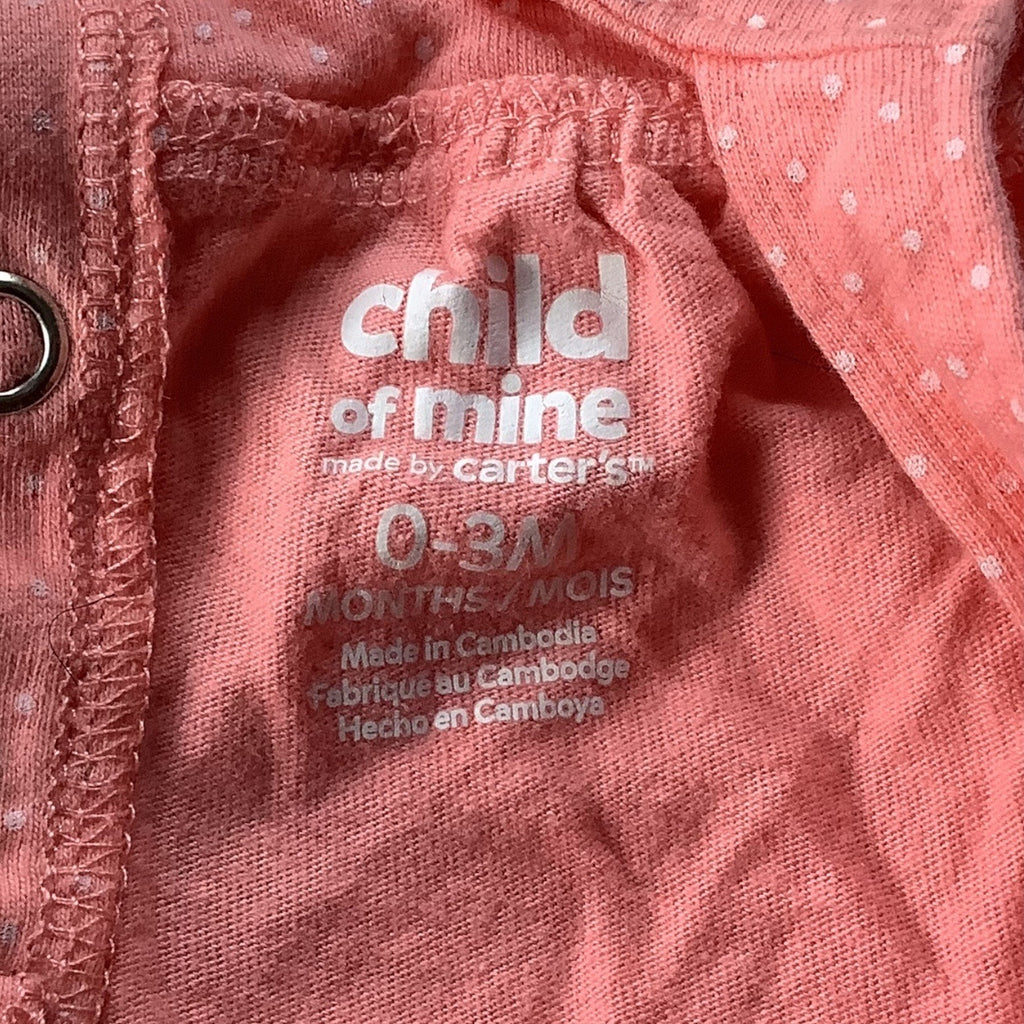 child
of mine
made by carter's™
0-3M
MONTHS / MOIS
Made in Cambodia
Fabriqué au Cambodge
Hecho en Camboya